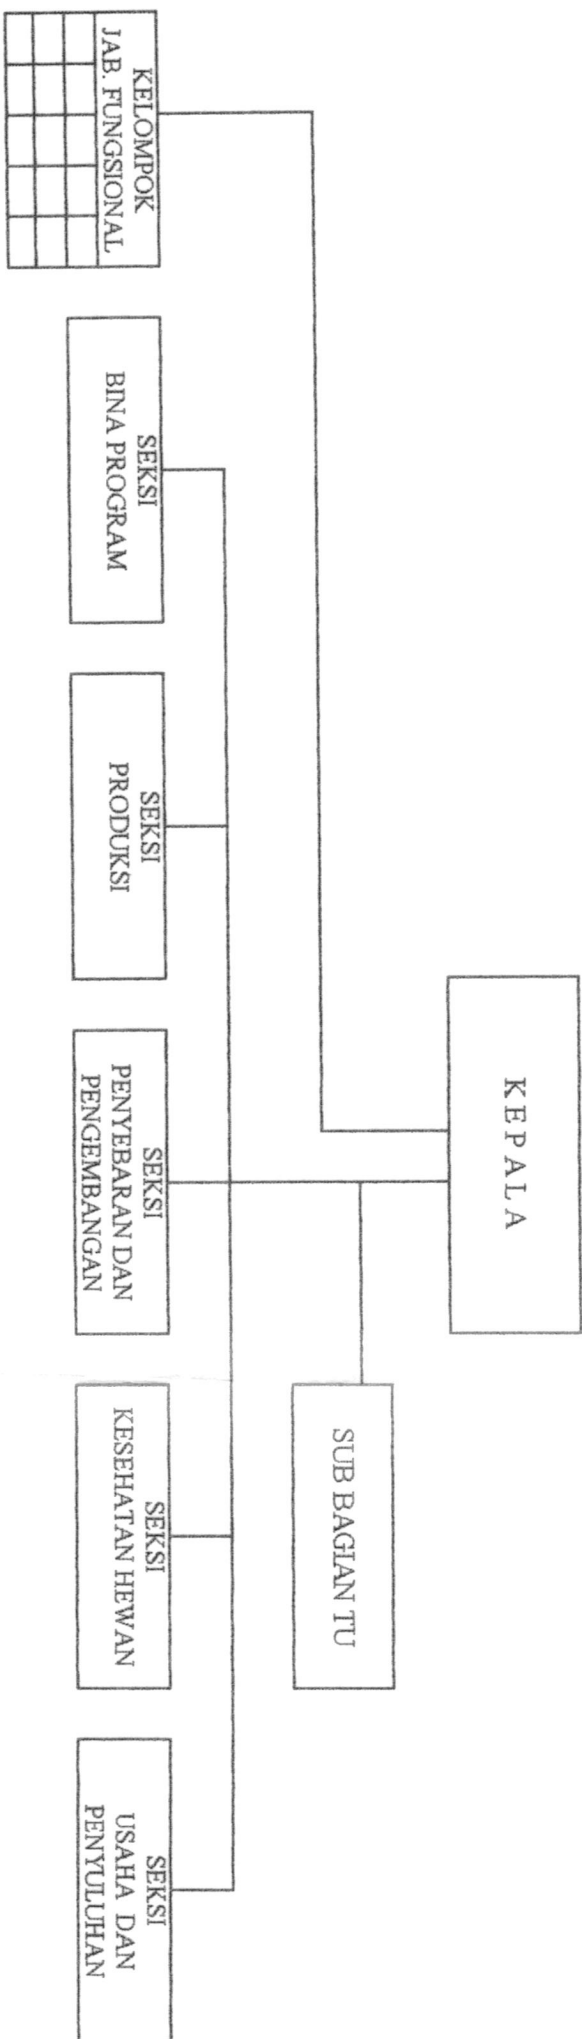 K E P A L A
SUB BAGIAN TU
KELOMPOK
JAB. FUNGSIONAL
SEKSI
BINA PROGRAM
SEKSI
PRODUKSI
SEKSI
PENYEBARAN DAN
PENGEMBANGAN
SEKSI
KESEHATAN HEWAN
SEKSI
USAHA DAN
PENYULUHAN